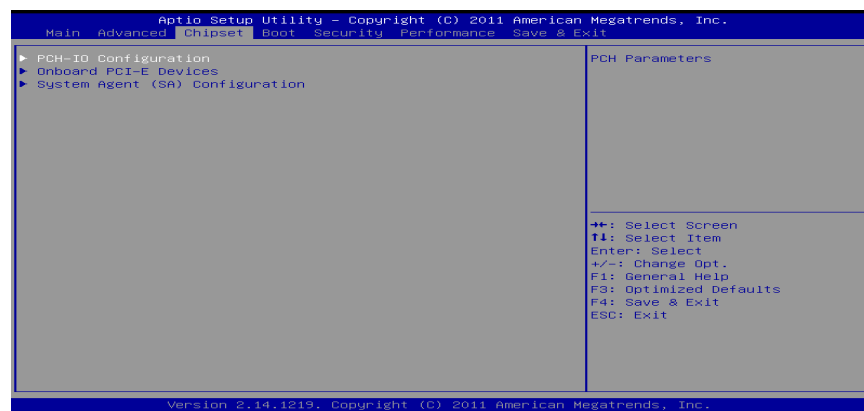 Aptio Setup Utility – Copyright (C) 2011 American Megatrends, Inc.
Main Advanced Chipset Boot Security Performance Save & Exit
► PCH-IO Configuration
► Onboard PCI-E Devices
► System Agent (SA) Configuration
PCH Parameters
→←: Select Screen
↑↓: Select Item
Enter: Select
+/-: Change Opt.
F1: General Help
F3: Optimized Defaults
F4: Save & Exit
ESC: Exit
Version 2.14.1219. Copyright (C) 2011 American Megatrends, Inc.